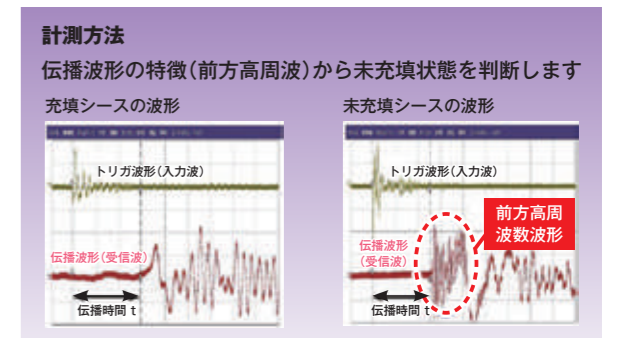 計測方法
伝播波形の特徴(前方高周波)から未充填状態を判断します
充填シースの波形
未充填シースの波形
トリガ波形(入力波)
トリガ波形(入力波)
前方高周
波数波形
伝播波形(受信波)
伝播波形
(受信波)
伝播時間 t
伝播時間 t